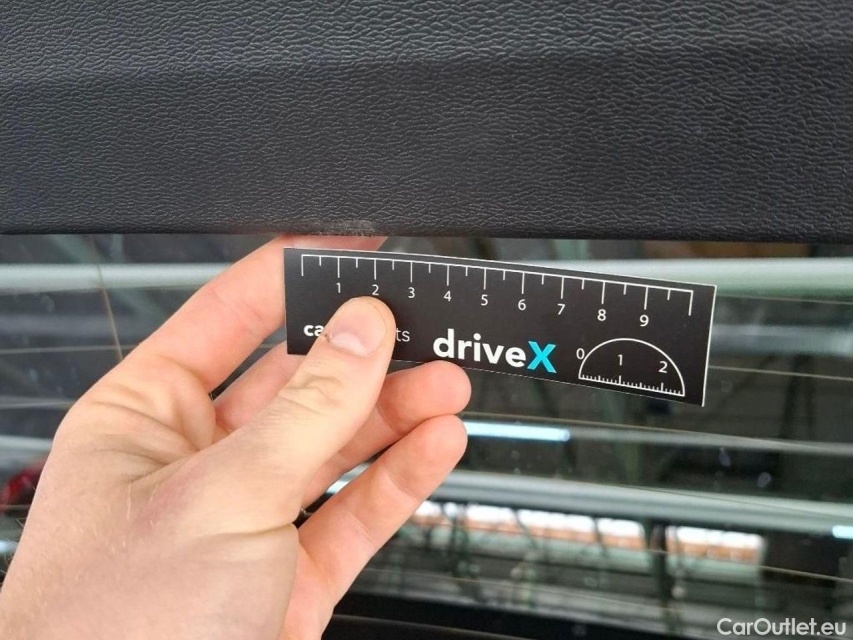 1 2 3 4 5 6 7 8 9
driveX
0 1 2
CarOutlet.eu